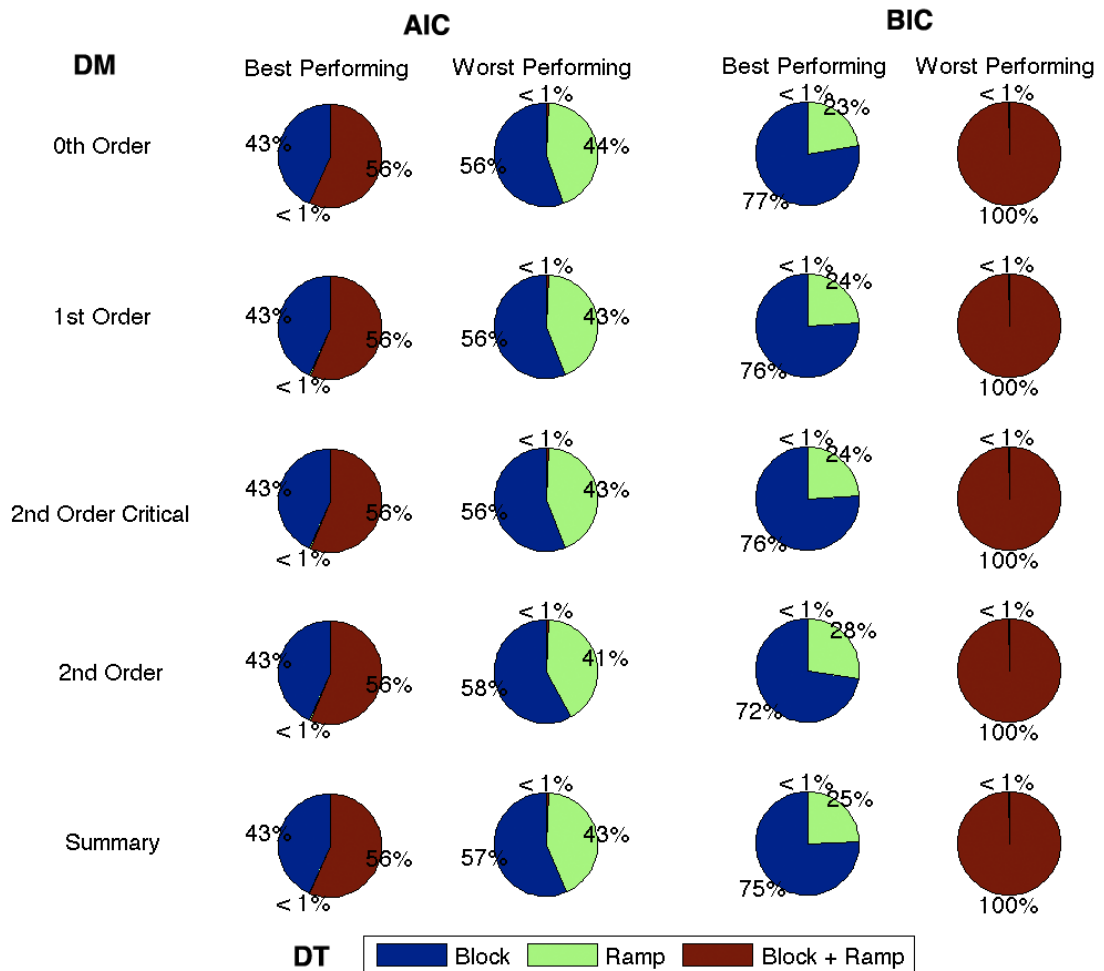 AIC BIC
DM Best Performing Worst Performing Best Performing Worst Performing
< 1% < 1% 23% < 1%
0th Order 43% 56% 56% 44%
< 1% 77% 100%
< 1% < 1% 24% < 1%
1st Order 43% 56% 56% 43%
< 1% 76% 100%
< 1% < 1% 24% < 1%
2nd Order Critical 43% 56% 56% 43%
< 1% 76% 100%
< 1% < 1% 28% < 1%
2nd Order 43% 56% 58% 41%
< 1% 72% 100%
< 1% < 1% 25% < 1%
Summary 43% 56% 57% 43%
< 1% 75% 100%
DT Block Ramp Block + Ramp